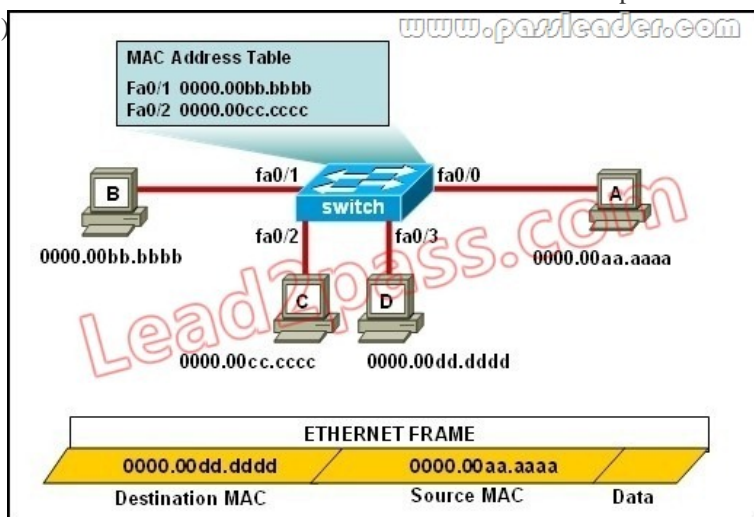 )
www.passleader.com
MAC Address Table
Fa0/1 0000.00bb.bbbb
Fa0/2 0000.00cc.cccc
fa0/1
fa0/0
B
switch
A
fa0/2
fa0/3
0000.00bb.bbbb
0000.00aa.aaaa
C
D
Lead2pass.com
0000.00cc.cccc
0000.00dd.dddd
ETHERNET FRAME
0000.00dd.dddd
0000.00aa.aaaa
Destination MAC
Source MAC
Data